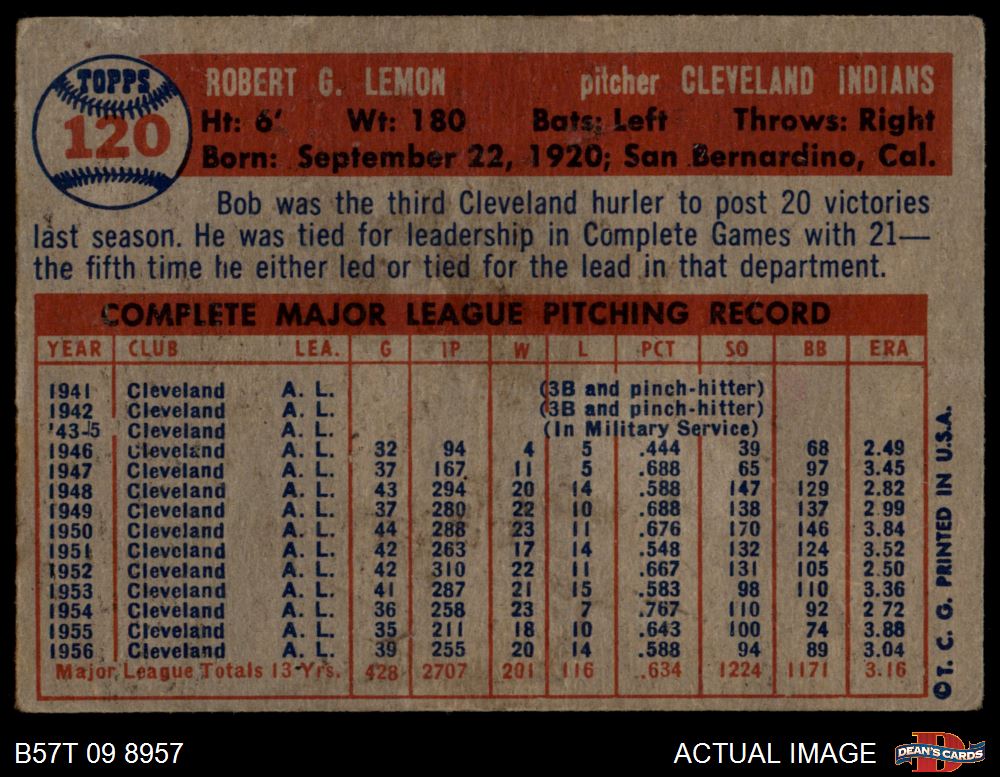 TOPPS
120
ROBERT G. LEMON pitcher CLEVELAND INDIANS
Ht: 6' Wt: 180 Bats: Left Throws: Right
Born: September 22, 1920; San Bernardino, Cal.
Bob was the third Cleveland hurler to post 20 victories
last season. He was tied for leadership in Complete Games with 21—
the fifth time he either led or tied for the lead in that department.
COMPLETE MAJOR LEAGUE PITCHING RECORD
YEAR CLUB LEA. G IP W L PCT SO BB ERA
1941 Cleveland A. L. (3B and pinch-hitter)
1942 Cleveland A. L. (3B and pinch-hitter)
'43-5 Cleveland A. L. (In Military Service)
1946 Cleveland A. L. 32 94 4 5 .444 39 68 2.49
1947 Cleveland A. L. 37 167 11 5 .688 65 97 3.45
1948 Cleveland A. L. 43 294 20 14 .588 147 129 2.82
1949 Cleveland A. L. 37 280 22 10 .688 138 137 2.99
1950 Cleveland A. L. 44 288 23 11 .676 170 146 3.84
1951 Cleveland A. L. 42 263 17 14 .548 132 124 3.52
1952 Cleveland A. L. 42 310 22 11 .667 131 105 2.50
1953 Cleveland A. L. 41 287 21 15 .583 98 110 3.36
1954 Cleveland A. L. 36 258 23 7 .767 110 92 2 72
1955 Cleveland A. L. 35 211 18 10 .643 100 74 3.88
1956 Cleveland A. L. 39 255 20 14 .588 94 89 3.04
Major League Totals 13-Yrs. 428 2707 201 116 .634 1224 1171 3.16
© T. C. G. PRINTED IN U.S.A.
B57T 09 8957 ACTUAL IMAGE
DEAN'S CARDS